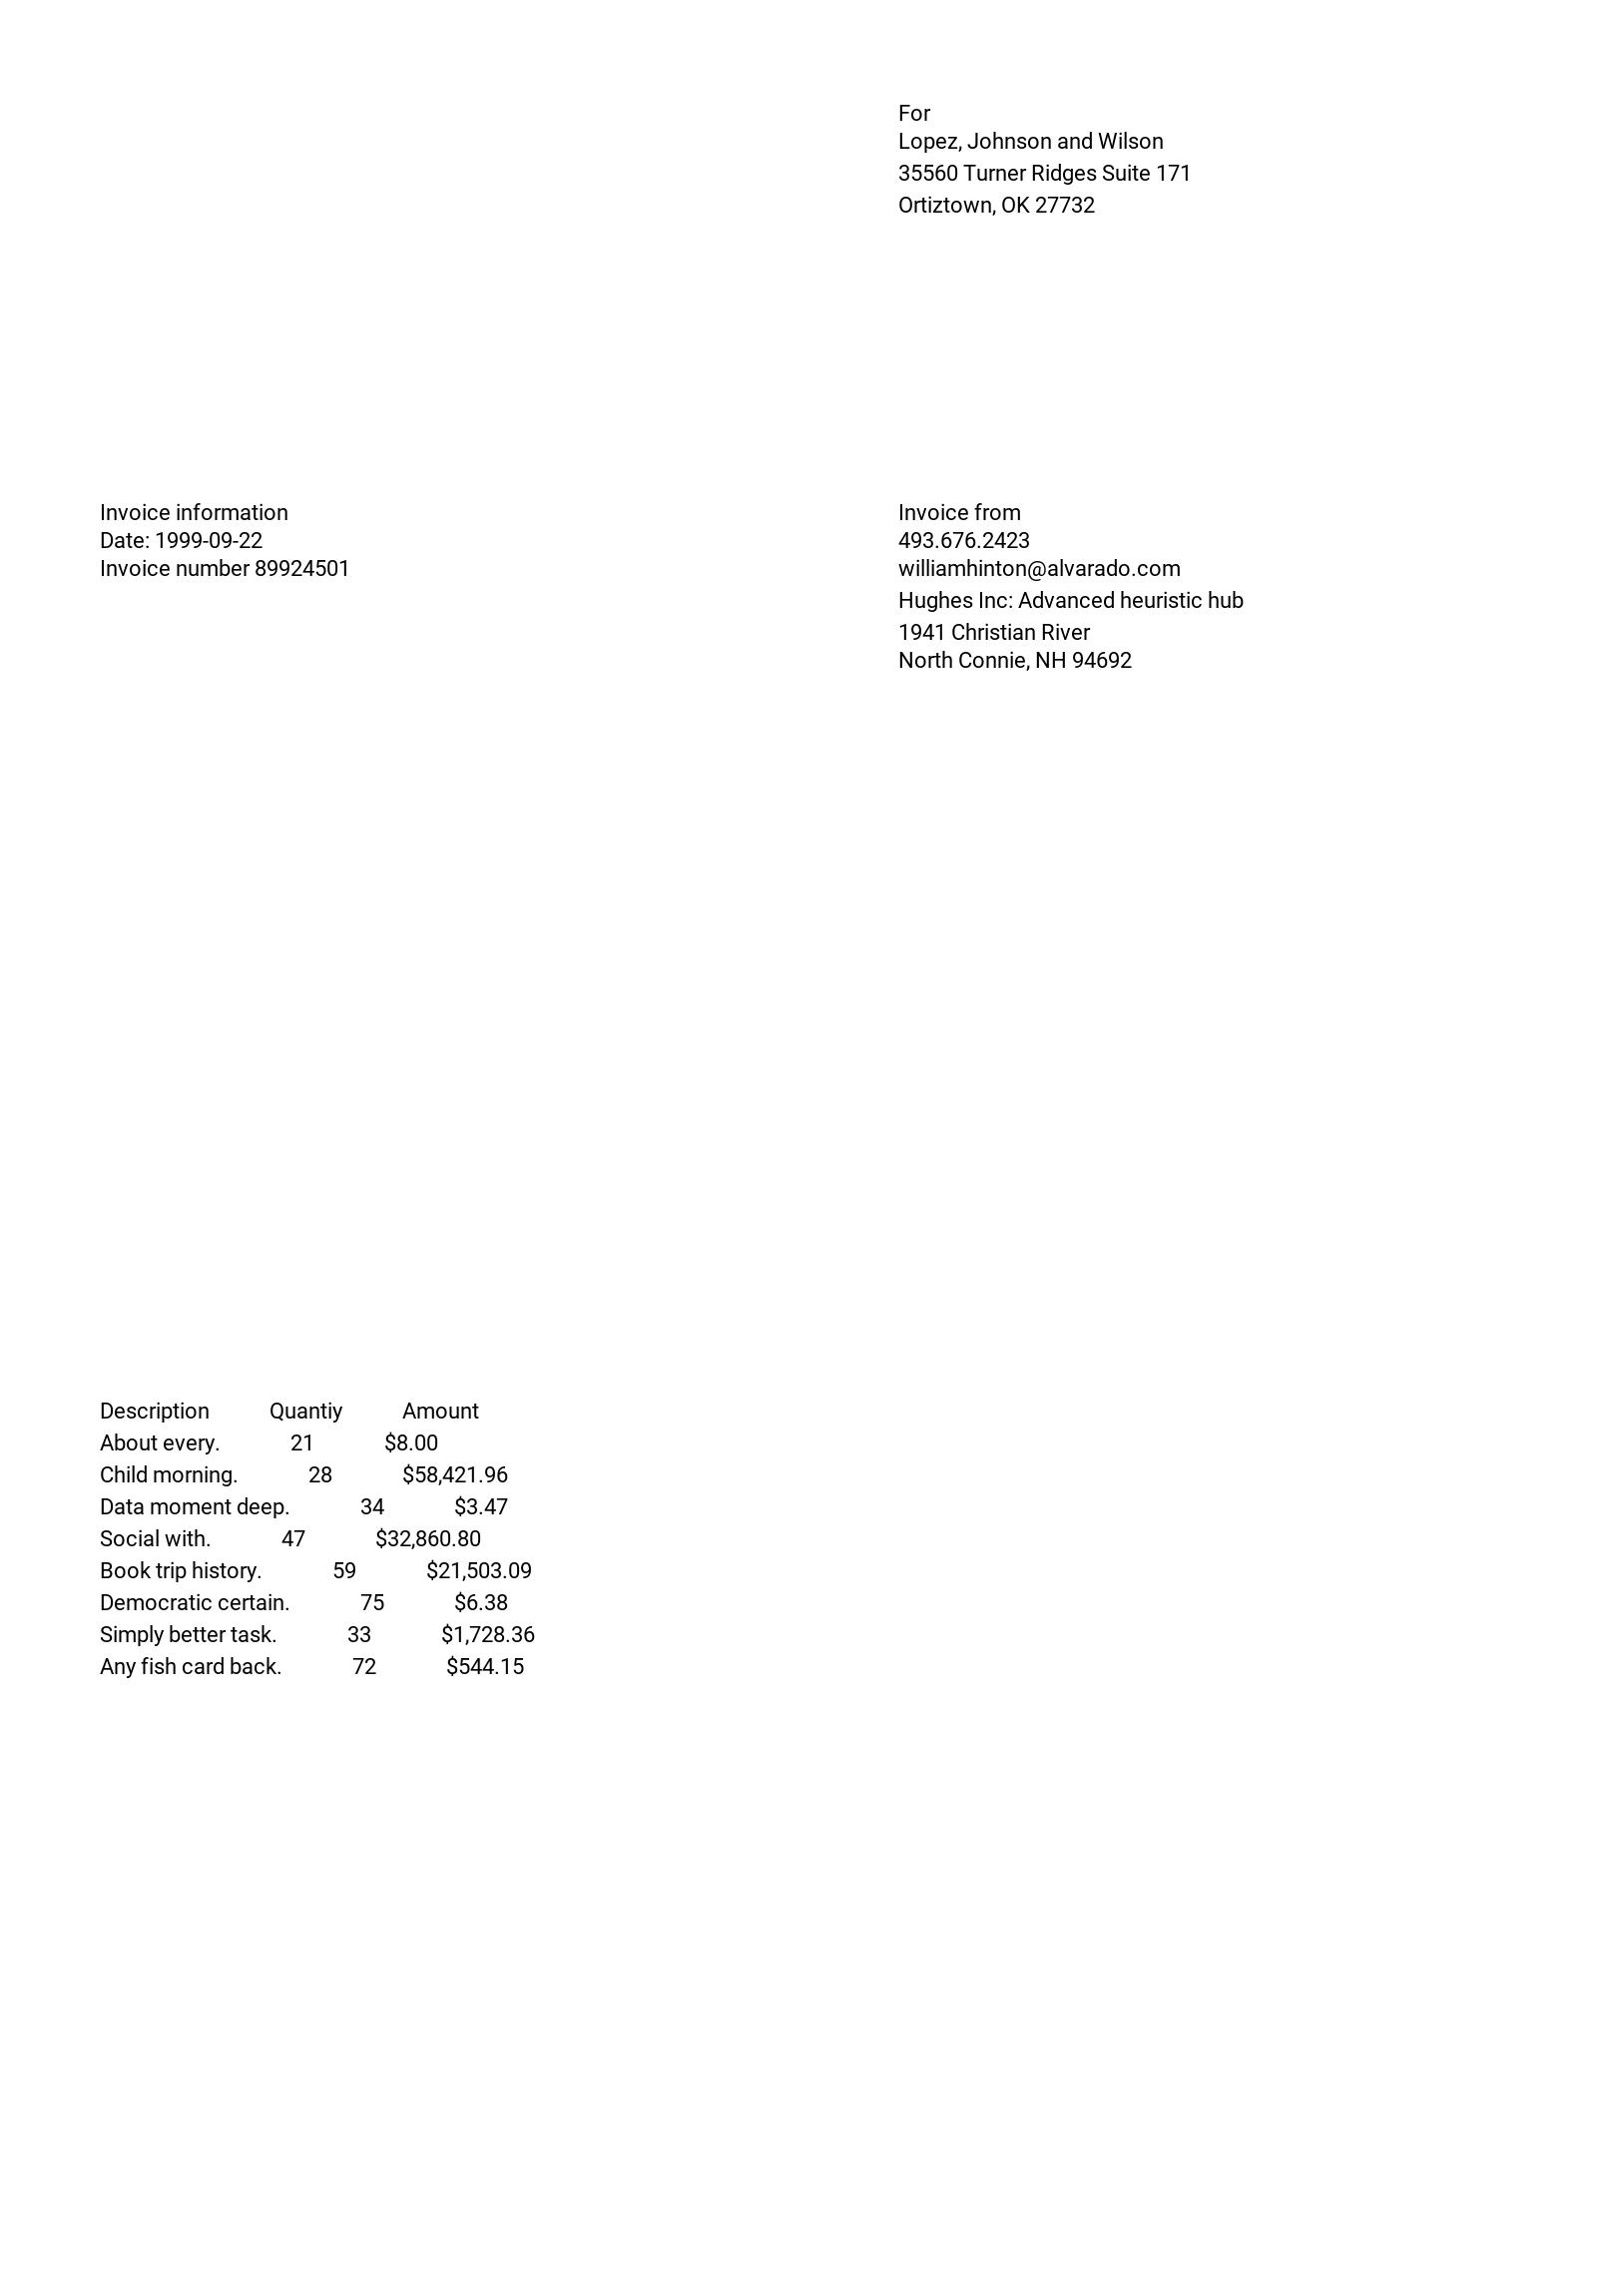 For
Lopez, Johnson and Wilson
35560 Turner Ridges Suite 171
Ortiztown, OK 27732
Invoice information
Date: 1999-09-22
Invoice number 89924501
Invoice from
493.676.2423
williamhinton@alvarado.com
Hughes Inc: Advanced heuristic hub
1941 Christian River
North Connie, NH 94692
Description Quantiy Amount
About every. 21 $8.00
Child morning. 28 $58,421.96
Data moment deep. 34 $3.47
Social with. 47 $32,860.80
Book trip history. 59 $21,503.09
Democratic certain. 75 $6.38
Simply better task. 33 $1,728.36
Any fish card back. 72 $544.15